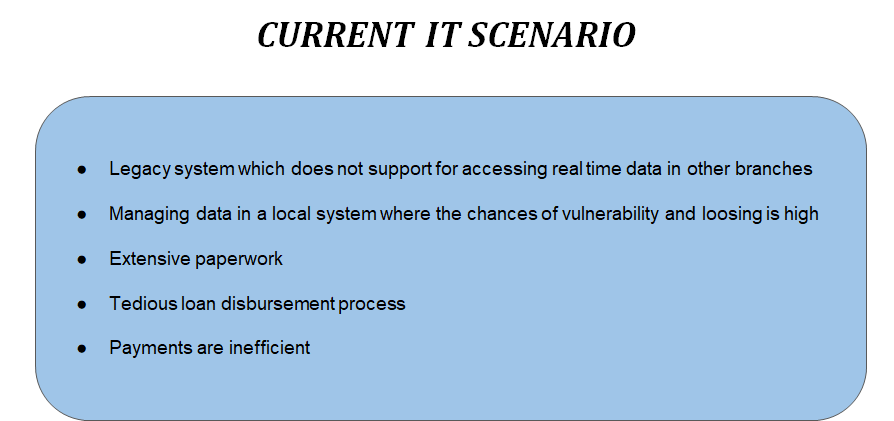 CURRENT IT SCENARIO
● Legacy system which does not support for accessing real time data in other branches
● Managing data in a local system where the chances of vulnerability and loosing is high
● Extensive paperwork
● Tedious loan disbursement process
● Payments are inefficient